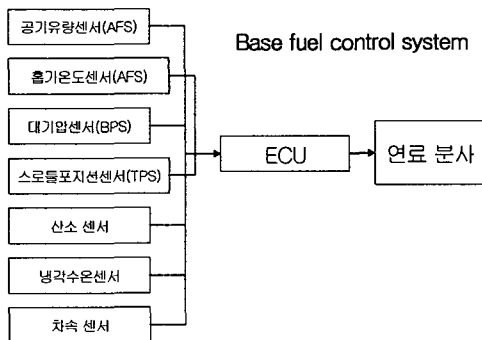 공기유량센서(AFS)
Base fuel control system
흡기온도센서(AFS)
대기압센서(BPS)
ECU
연료 분사
스로틀포지션센서(TPS)
산소 센서
냉각수온센서
차속 센서